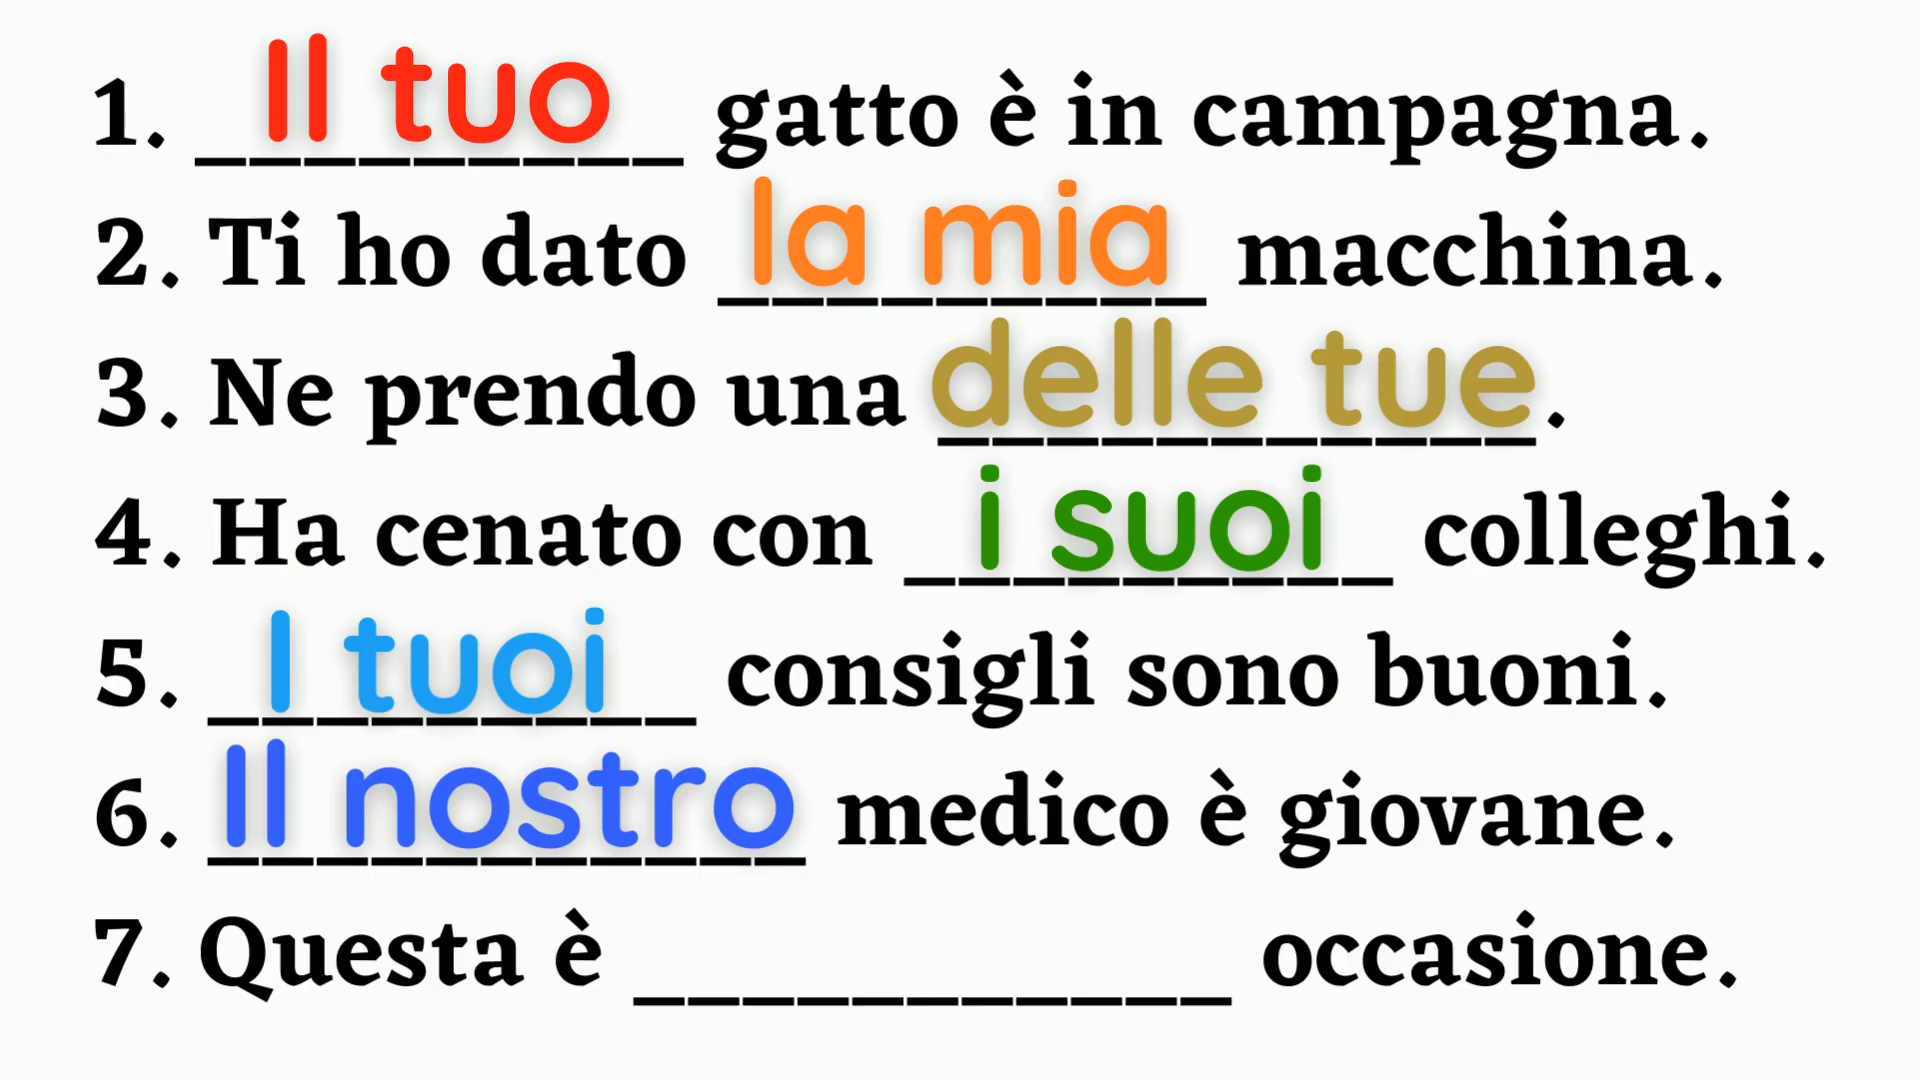 1. Il tuo gatto è in campagna.
2. Ti ho dato la mia macchina.
3. Ne prendo una delle tue.
4. Ha cenato con i suoi colleghi.
5. I tuoi consigli sono buoni.
6. Il nostro medico è giovane.
7. Questa è ___________ occasione.